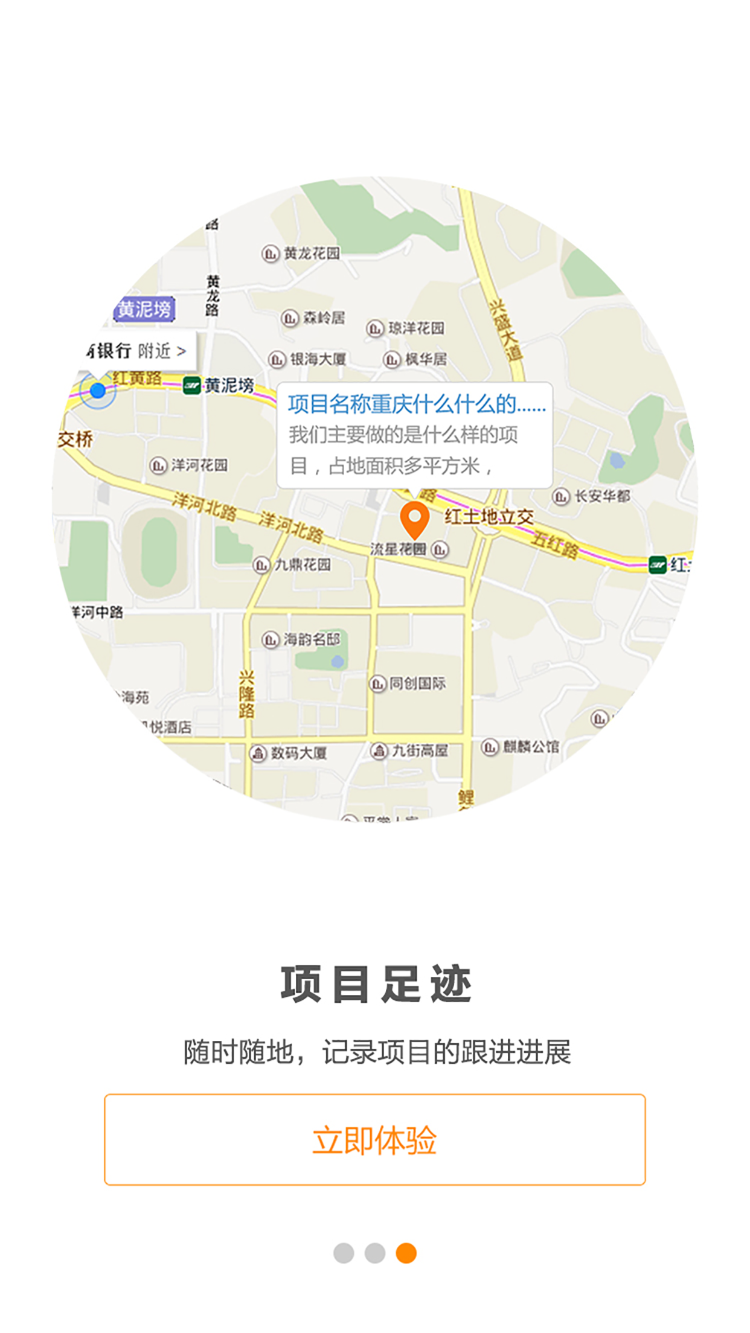 路
黄龙花园
黄龙路
兴盛大道
黄泥塝
森岭居
琼洋花园
银行 附近 >
银海大厦
枫华居
红黄路
黄泥塝
项目名称重庆什么什么的......
我们主要做的是什么样的项
目，占地面积多平方米，
交桥
洋河花园
长安华都
洋河北路
洋河北路
路
红土地立交
五红路
流星花园
九鼎花园
红
洋河中路
海韵名邸
兴隆路
同创国际
海苑
悦酒店
数码大厦
九街高屋
麒麟公馆
项目足迹
随时随地，记录项目的跟进进展
立即体验